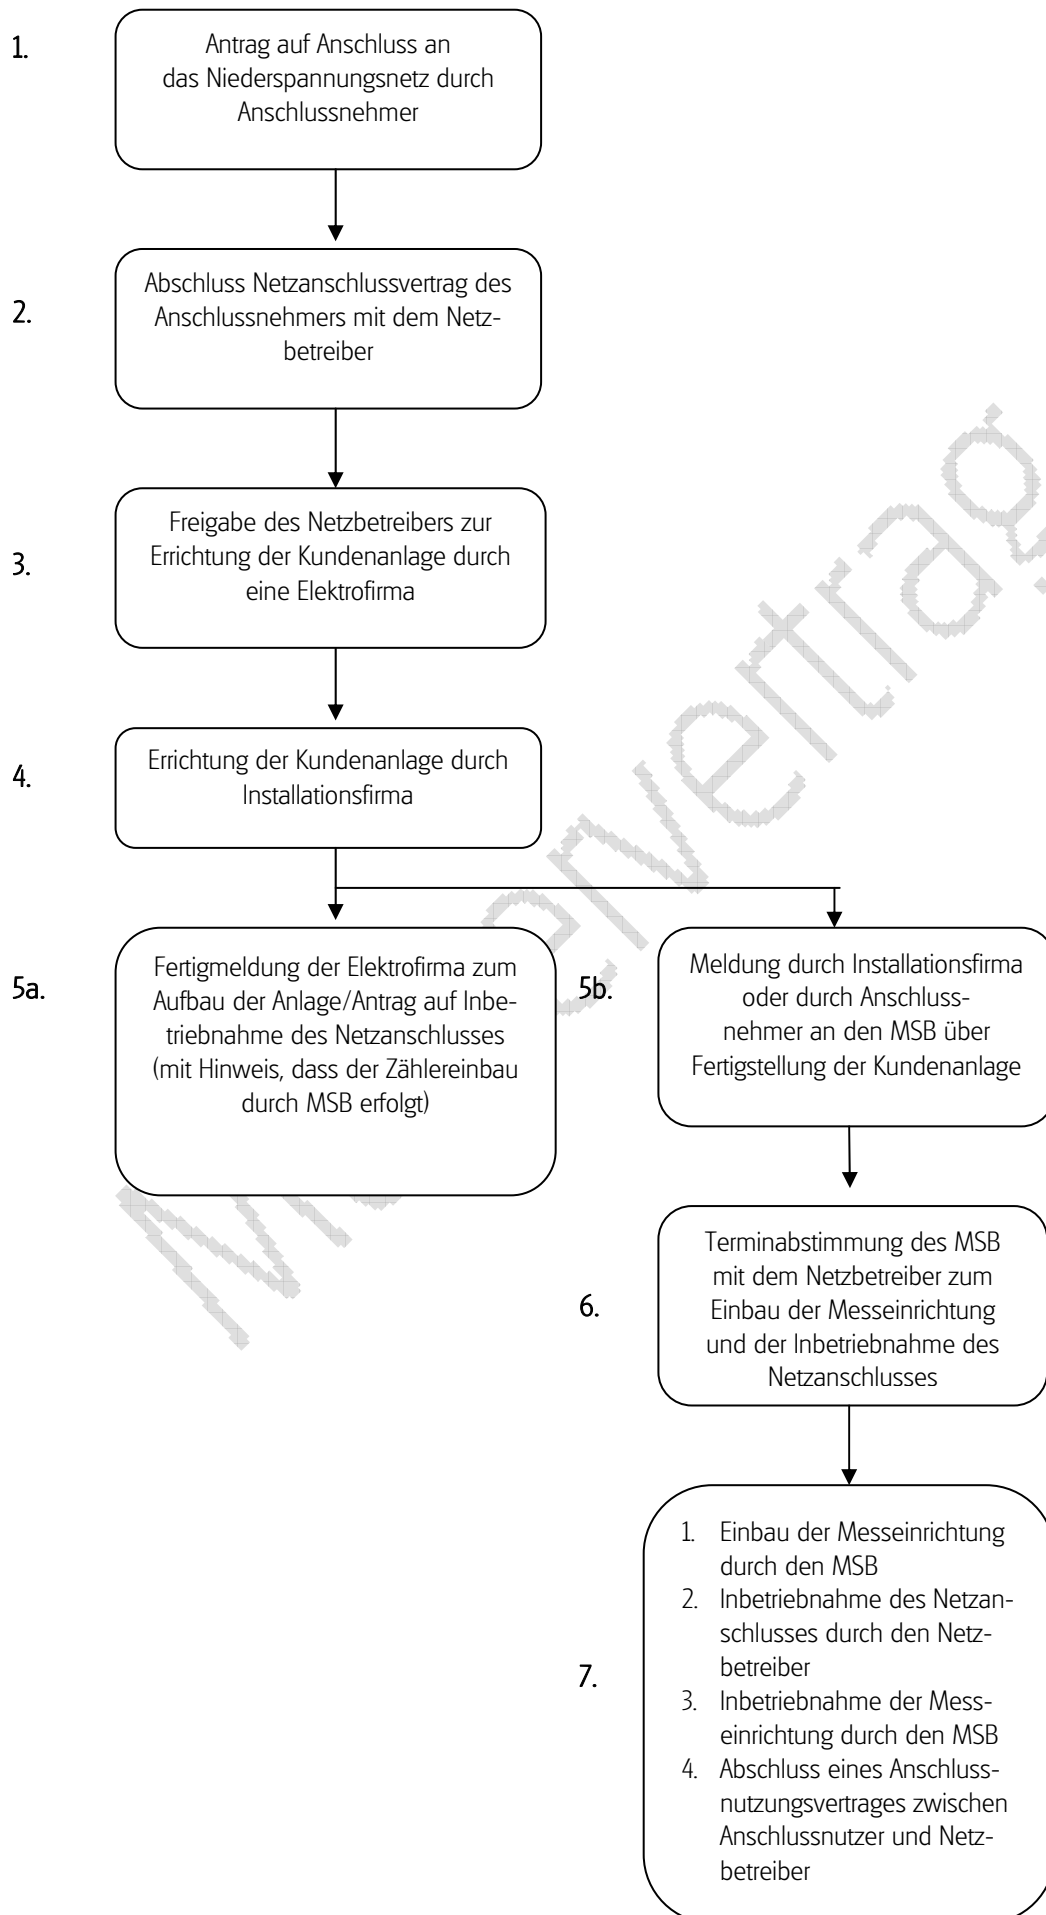 1.
Antrag auf Anschluss an
das Niederspannungsnetz durch
Anschlussnehmer
2.
Abschluss Netzanschlussvertrag des
Anschlussnehmers mit dem Netz-
betreiber
3.
Freigabe des Netzbetreibers zur
Errichtung der Kundenanlage durch
eine Elektrofirma
4.
Errichtung der Kundenanlage durch
Installationsfirma
5a.
Fertigmeldung der Elektrofirma zum
Aufbau der Anlage/Antrag auf Inbe-
triebnahme des Netzanschlusses
(mit Hinweis, dass der Zählereinbau
durch MSB erfolgt)
5b.
Meldung durch Installationsfirma
oder durch Anschluss-
nehmer an den MSB über
Fertigstellung der Kundenanlage
6.
Terminabstimmung des MSB
mit dem Netzbetreiber zum
Einbau der Messeinrichtung
und der Inbetriebnahme des
Netzanschlusses
7.
1. Einbau der Messeinrichtung
durch den MSB
2. Inbetriebnahme des Netzan-
schlusses durch den Netz-
betreiber
3. Inbetriebnahme der Mess-
einrichtung durch den MSB
4. Abschluss eines Anschluss-
nutzungsvertrages zwischen
Anschlussnutzer und Netz-
betreiber
Mustervertrag